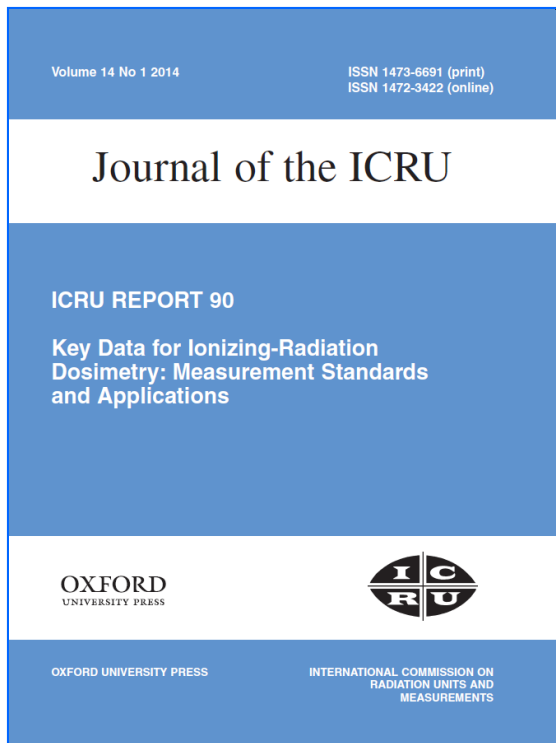 Volume 14 No 1 2014
ISSN 1473-6691 (print)
ISSN 1472-3422 (online)
Journal of the ICRU
ICRU REPORT 90
Key Data for Ionizing-Radiation
Dosimetry: Measurement Standards
and Applications
OXFORD
UNIVERSITY PRESS
I C
R U
OXFORD UNIVERSITY PRESS
INTERNATIONAL COMMISSION ON
RADIATION UNITS AND
MEASUREMENTS